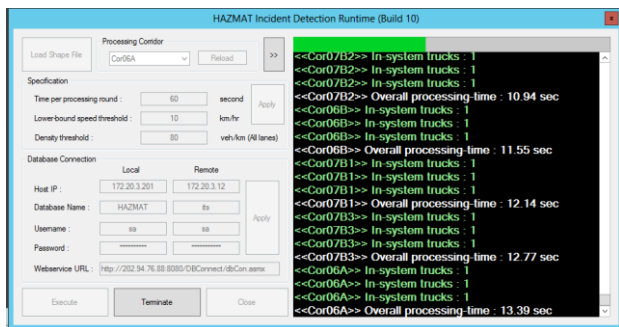 HAZMAT Incident Detection Runtime (Build 10)
x
Load Shape File
Processing Corridor
Cor06A
Reload
>>
Specification
Time per processing round : 60 second
Lower-bound speed threshold : 10 km/hr
Density threshold : 80 veh/km (All lanes)
Apply
Database Connection
Local Remote
Host IP : 172.20.3.201 172.20.3.12
Database Name : HAZMAT its
Username : sa sa
Password : ********** **********
Apply
Webservice URL : http://202.94.76.88:8080/DBConnect/dbCon.asmx
Execute Terminate Close
<<Cor07B2>> In-system trucks : 1
<<Cor07B2>> In-system trucks : 1
<<Cor07B2>> In-system trucks : 1
<<Cor07B2>> Overall processing-time : 10.94 sec
<<Cor06B>> In-system trucks : 1
<<Cor06B>> In-system trucks : 1
<<Cor06B>> In-system trucks : 1
<<Cor06B>> Overall processing-time : 11.55 sec
<<Cor07B1>> In-system trucks : 1
<<Cor07B1>> In-system trucks : 1
<<Cor07B1>> In-system trucks : 1
<<Cor07B1>> Overall processing-time : 12.14 sec
<<Cor07B3>> In-system trucks : 1
<<Cor07B3>> In-system trucks : 1
<<Cor07B3>> In-system trucks : 1
<<Cor07B3>> Overall processing-time : 12.77 sec
<<Cor06A>> In-system trucks : 1
<<Cor06A>> In-system trucks : 1
<<Cor06A>> In-system trucks : 1
<<Cor06A>> Overall processing-time : 13.39 sec